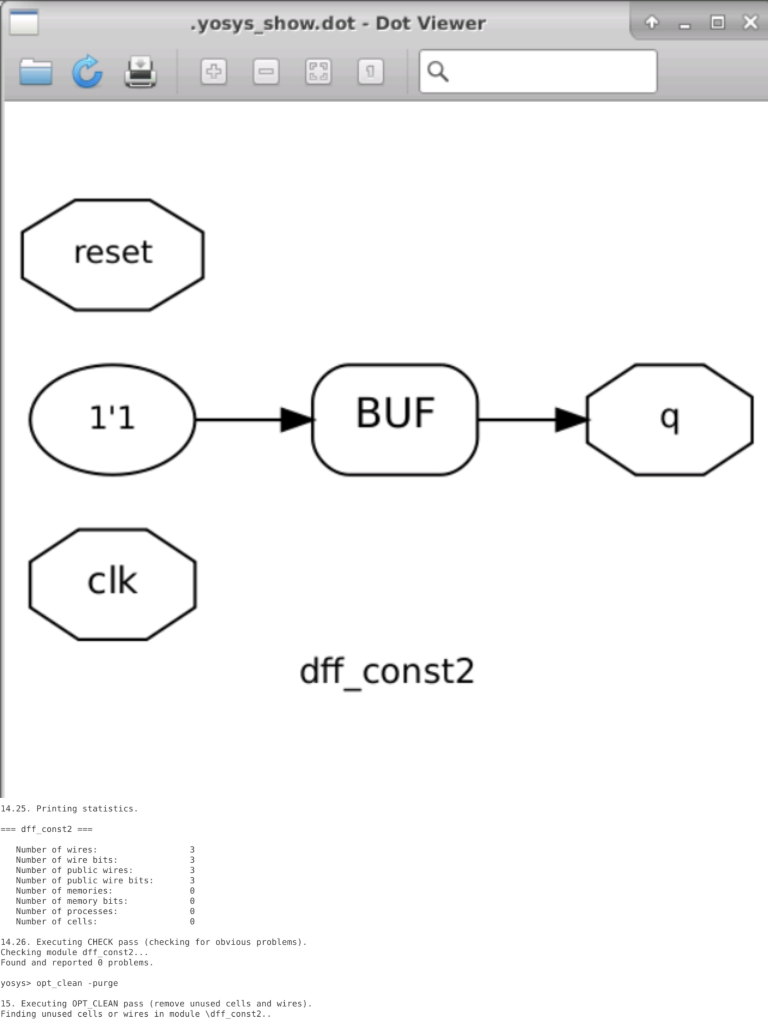 .yosys_show.dot - Dot Viewer
reset
1'1
BUF
q
clk
dff_const2
14.25. Printing statistics.
=== dff_const2 ===
Number of wires: 3
Number of wire bits: 3
Number of public wires: 3
Number of public wire bits: 3
Number of memories: 0
Number of memory bits: 0
Number of processes: 0
Number of cells: 0
14.26. Executing CHECK pass (checking for obvious problems).
Checking module dff_const2...
Found and reported 0 problems.
yosys> opt_clean -purge
15. Executing OPT_CLEAN pass (remove unused cells and wires).
Finding unused cells or wires in module \dff_const2..